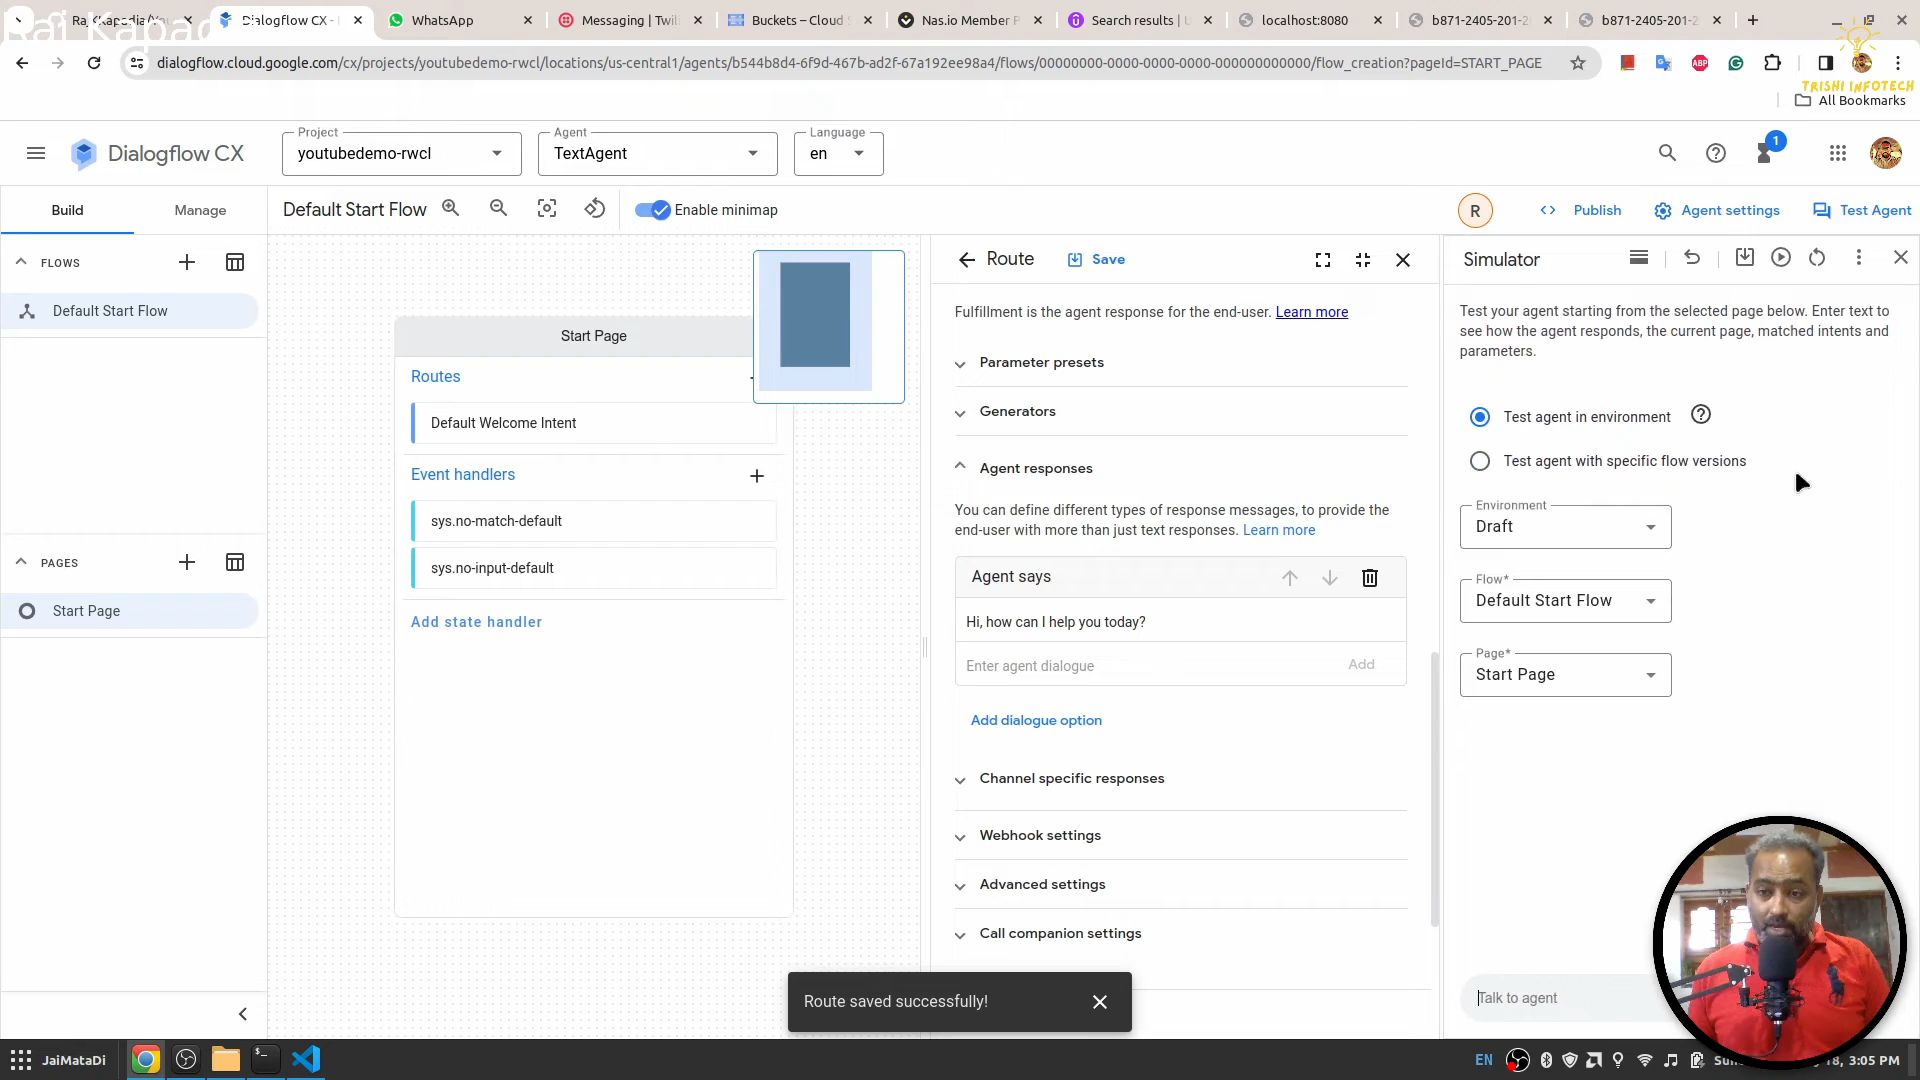 Dialogflow CX -
WhatsApp
Messaging | Twil
Buckets – Cloud S
Nas.io Member P
Search results | U
localhost:8080
b871-2405-201-2
b871-2405-201-2
Raj Kapad
dialogflow.cloud.google.com/cx/projects/youtubedemo-rwcl/locations/us-central1/agents/b544b8d4-6f9d-467b-ad2f-67a192ee98a4/flows/00000000-0000-0000-0000-000000000000/flow_creation?pageId=START_PAGE
ABP
TRISHI INFOTECH
All Bookmarks
Dialogflow CX
Project
youtubedemo-rwcl
Agent
TextAgent
Language
en
1
Build
Manage
Default Start Flow
Enable minimap
R
Publish
Agent settings
Test Agent
FLOWS
Default Start Flow
PAGES
Start Page
Start Page
Routes
Default Welcome Intent
Event handlers
sys.no-match-default
sys.no-input-default
Add state handler
Route
Save
Fulfillment is the agent response for the end-user. Learn more
Parameter presets
Generators
Agent responses
You can define different types of response messages, to provide the
end-user with more than just text responses. Learn more
Agent says
Hi, how can I help you today?
Enter agent dialogue
Add
Add dialogue option
Channel specific responses
Webhook settings
Advanced settings
Call companion settings
Route saved successfully!
Simulator
Test your agent starting from the selected page below. Enter text to
see how the agent responds, the current page, matched intents and
parameters.
Test agent in environment
Test agent with specific flow versions
Environment
Draft
Flow*
Default Start Flow
Page*
Start Page
Talk to agent
JaiMataDi
EN
18, 3:05 PM